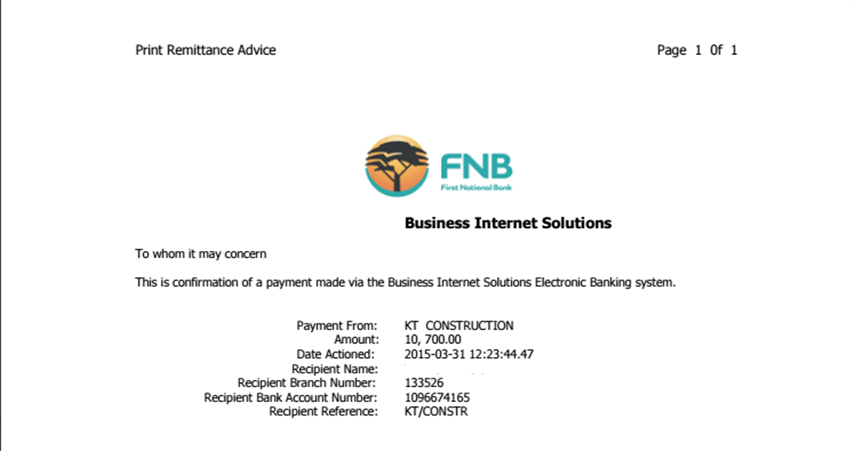 Print Remittance Advice Page 1 0f 1
FNB
First National Bank
Business Internet Solutions
To whom it may concern
This is confirmation of a payment made via the Business Internet Solutions Electronic Banking system.
Payment From: KT CONSTRUCTION
Amount: 10, 700.00
Date Actioned: 2015-03-31 12:23:44.47
Recipient Name:
Recipient Branch Number: 133526
Recipient Bank Account Number: 1096674165
Recipient Reference: KT/CONSTR